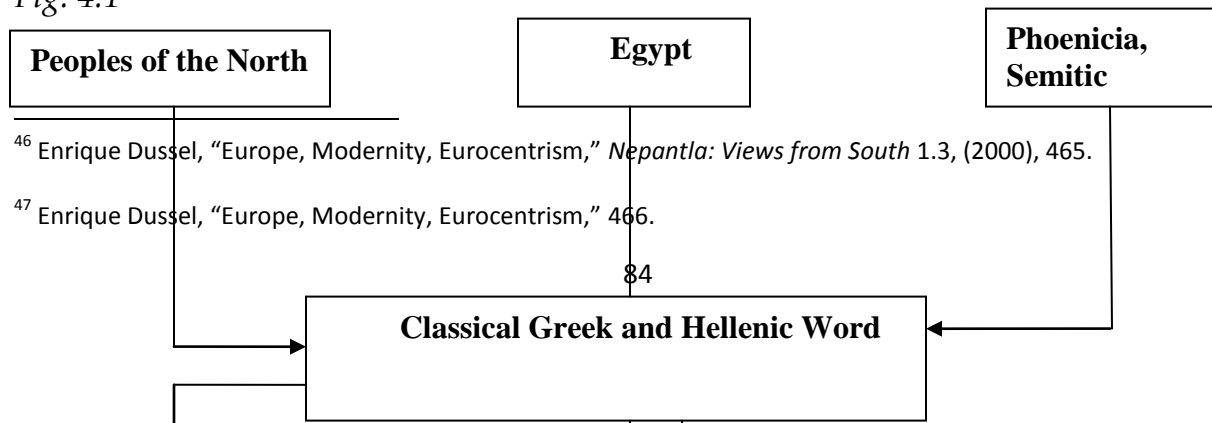 Fig. 4.1
Peoples of the North
Egypt
Phoenicia,
Semitic
46 Enrique Dussel, “Europe, Modernity, Eurocentrism,” Nepantla: Views from South 1.3, (2000), 465.
47 Enrique Dussel, “Europe, Modernity, Eurocentrism,” 466.
84
Classical Greek and Hellenic Word